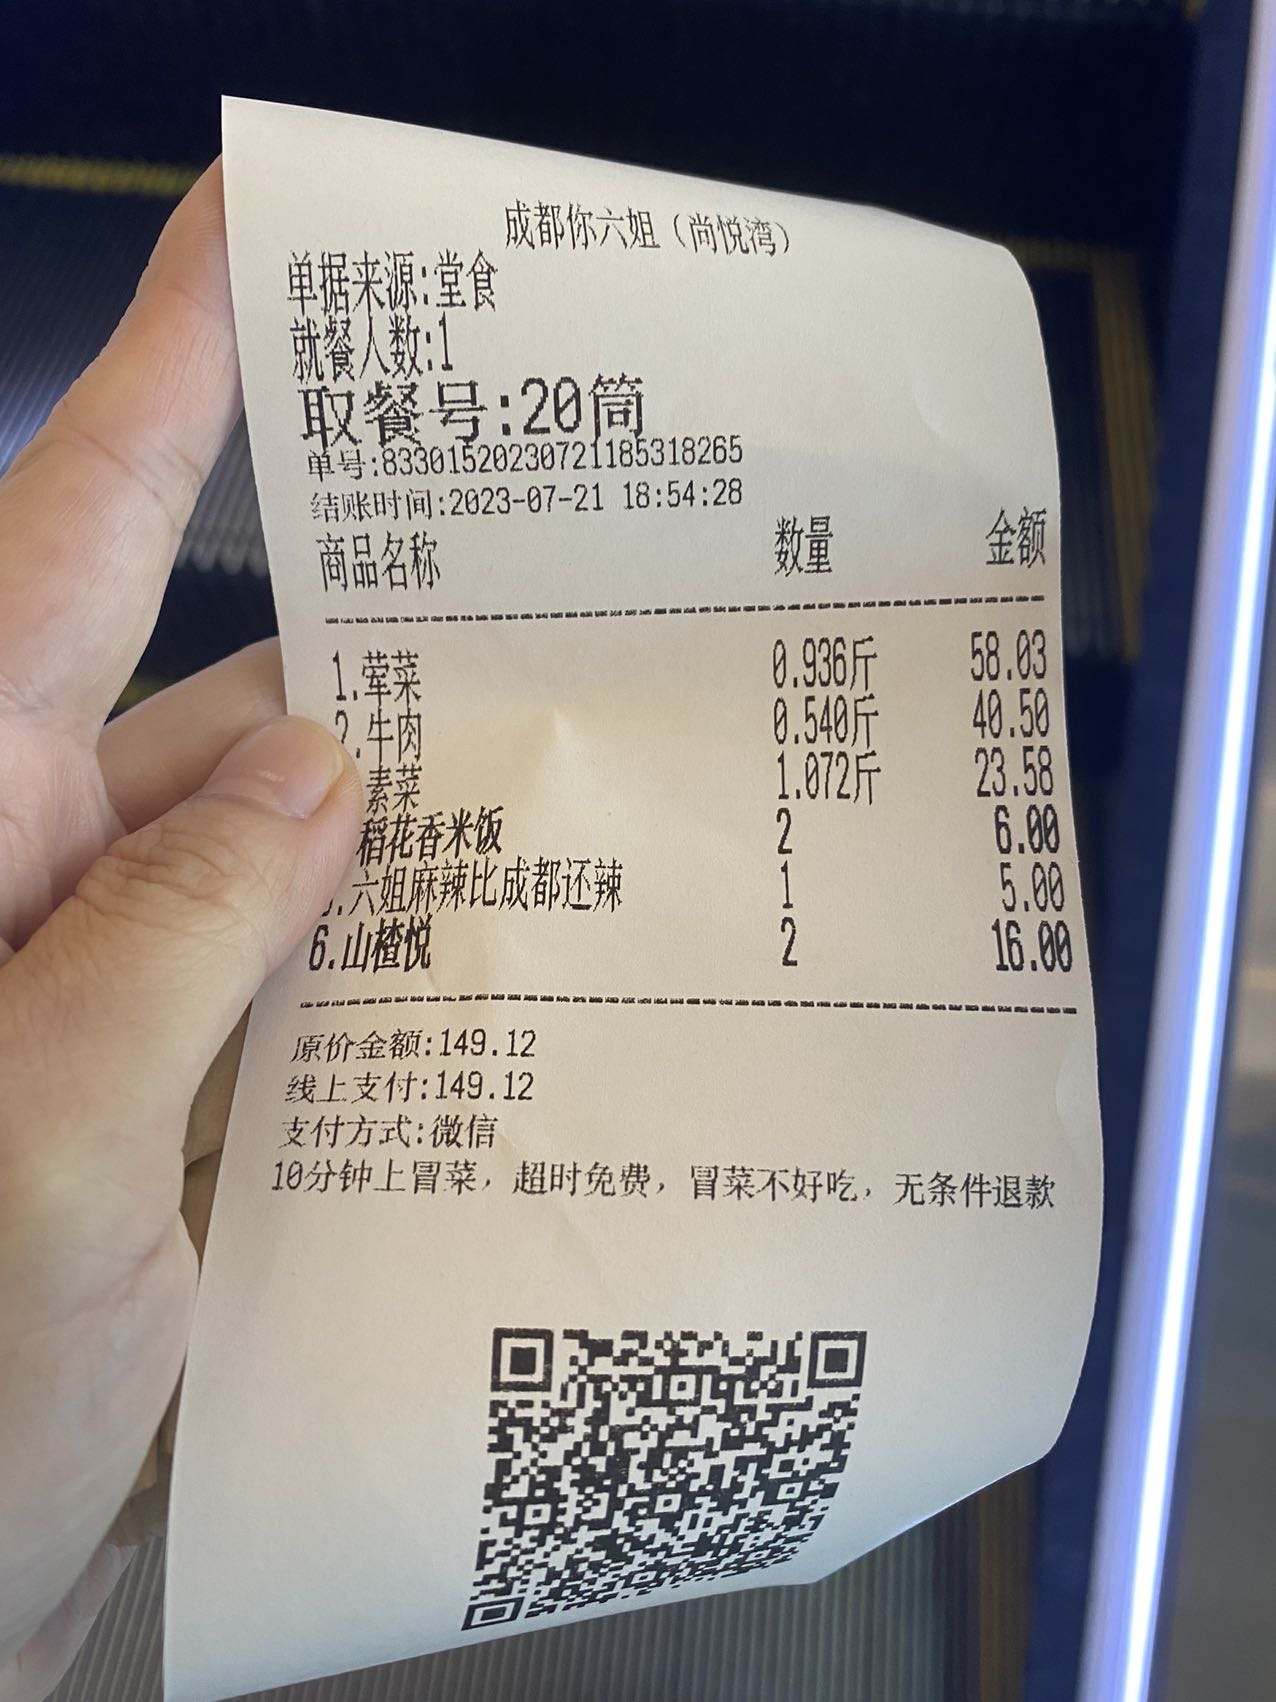 成都你六姐（尚悦湾）
单据来源:堂食
就餐人数:1
取餐号:20筒
单号:83301520230721185318265
结账时间:2023-07-21 18:54:28
商品名称 数量 金额
1.荤菜 0.936斤 58.03
2.牛肉 0.540斤 40.50
素菜 1.072斤 23.58
稻花香米饭 2 6.00
.六姐麻辣比成都还辣 1 5.00
6.山楂悦 2 16.00
原价金额:149.12
线上支付:149.12
支付方式:微信
10分钟上冒菜，超时免费，冒菜不好吃，无条件退款